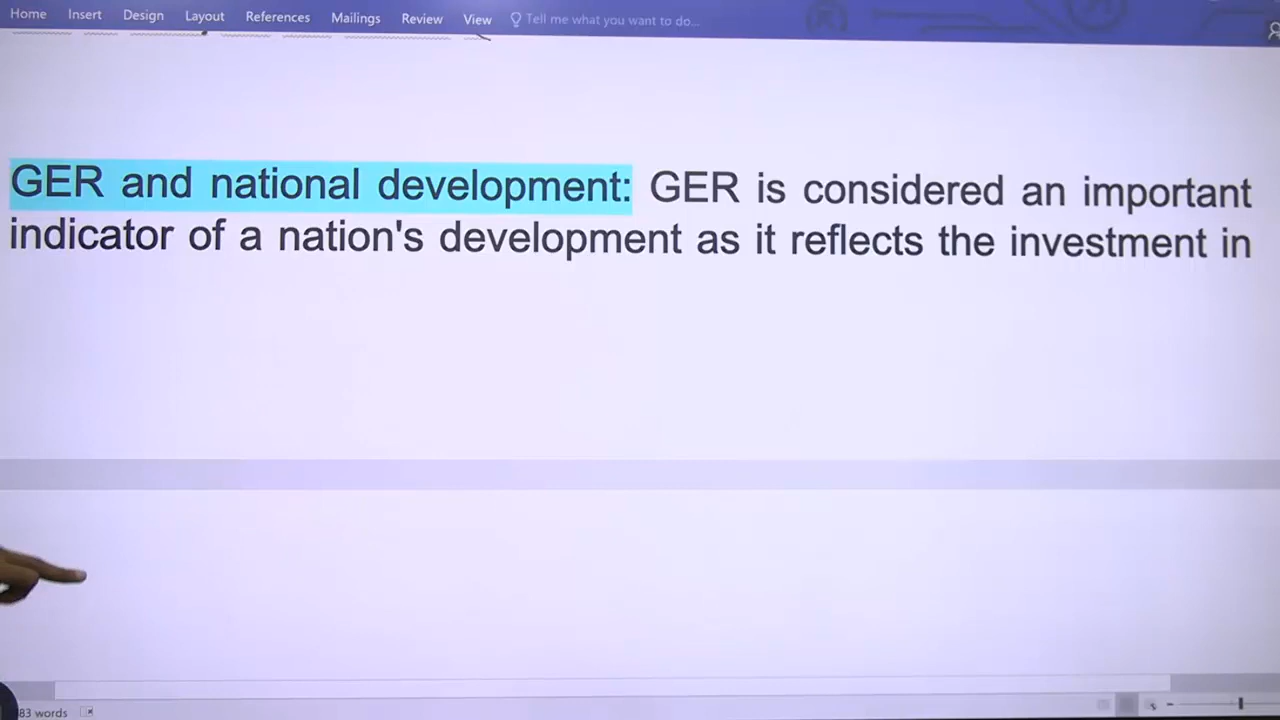 Home Insert Design Layout References Mailings Review View Tell me what you want to do...
GER and national development: GER is considered an important
indicator of a nation's development as it reflects the investment in
83 words